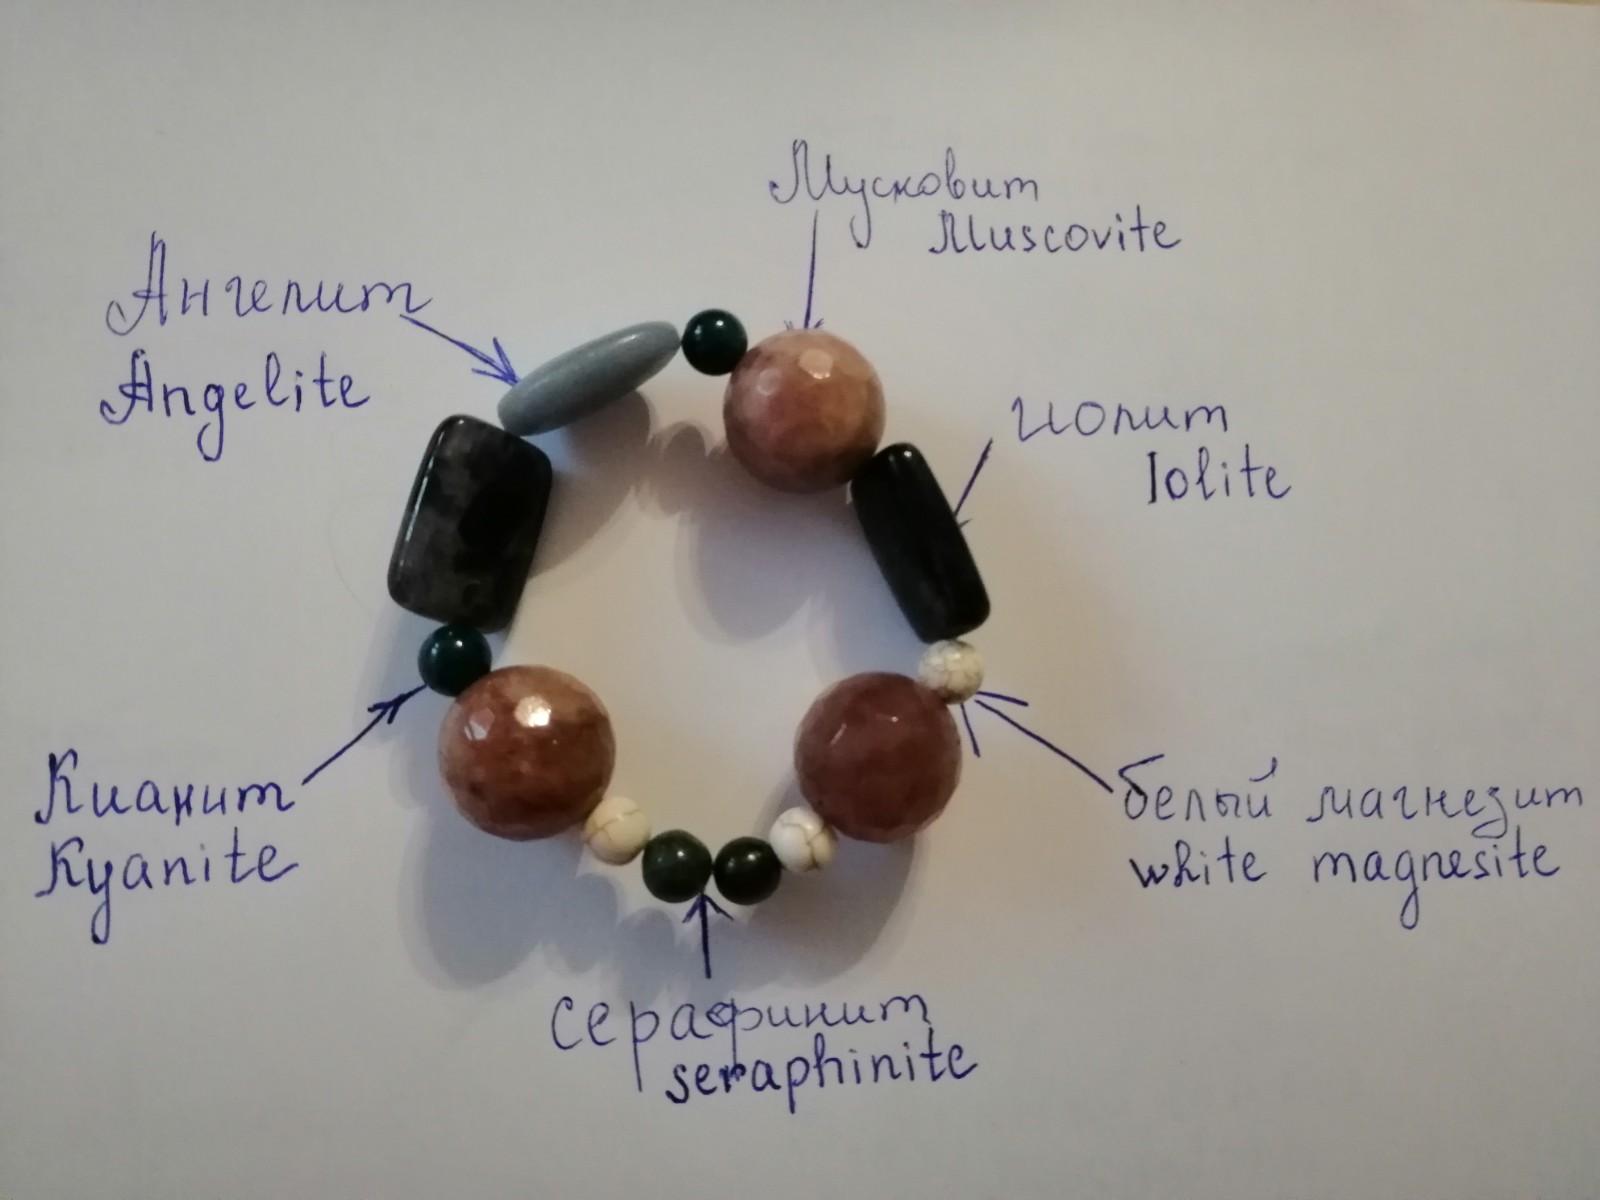 Мусковит
Muscovite
Ангелит
Angelite
Иолит
Iolite
Кианит
Kyanite
белый магнезит
white magnesite
Серафинит
seraphinite